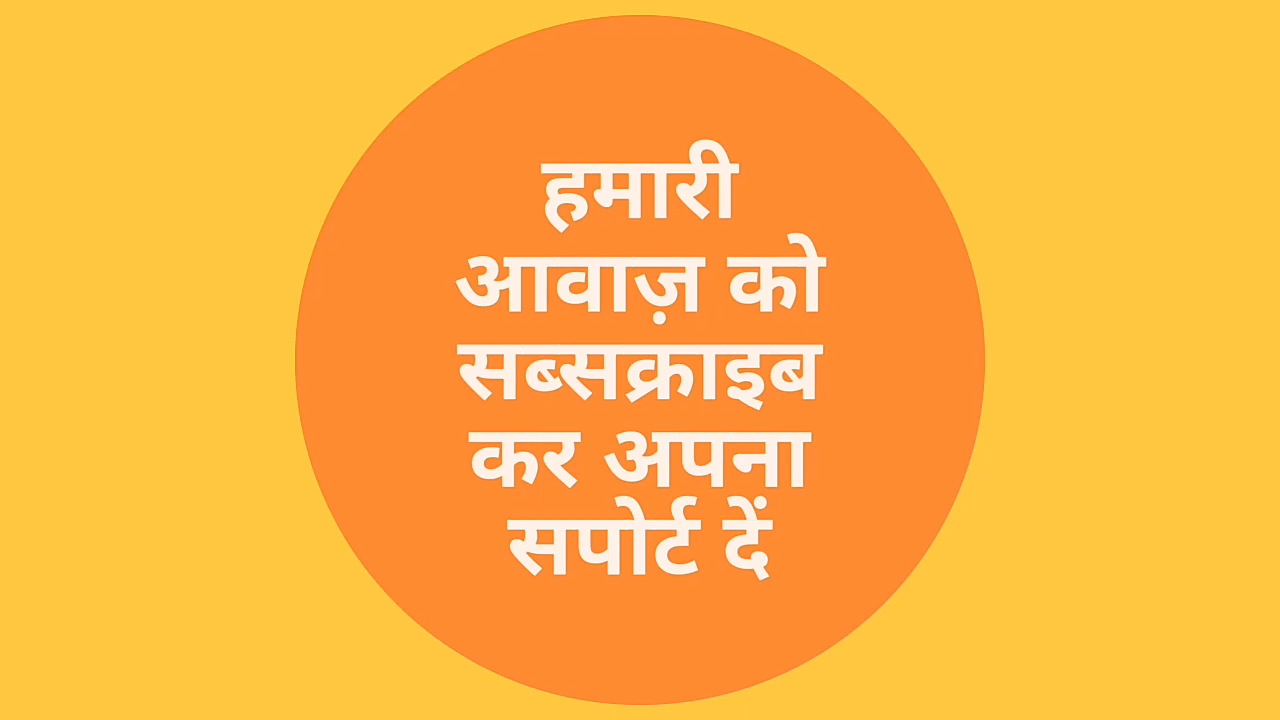 हमारी
आवाज़ को
सब्सक्राइब
कर अपना
सपोर्ट दें